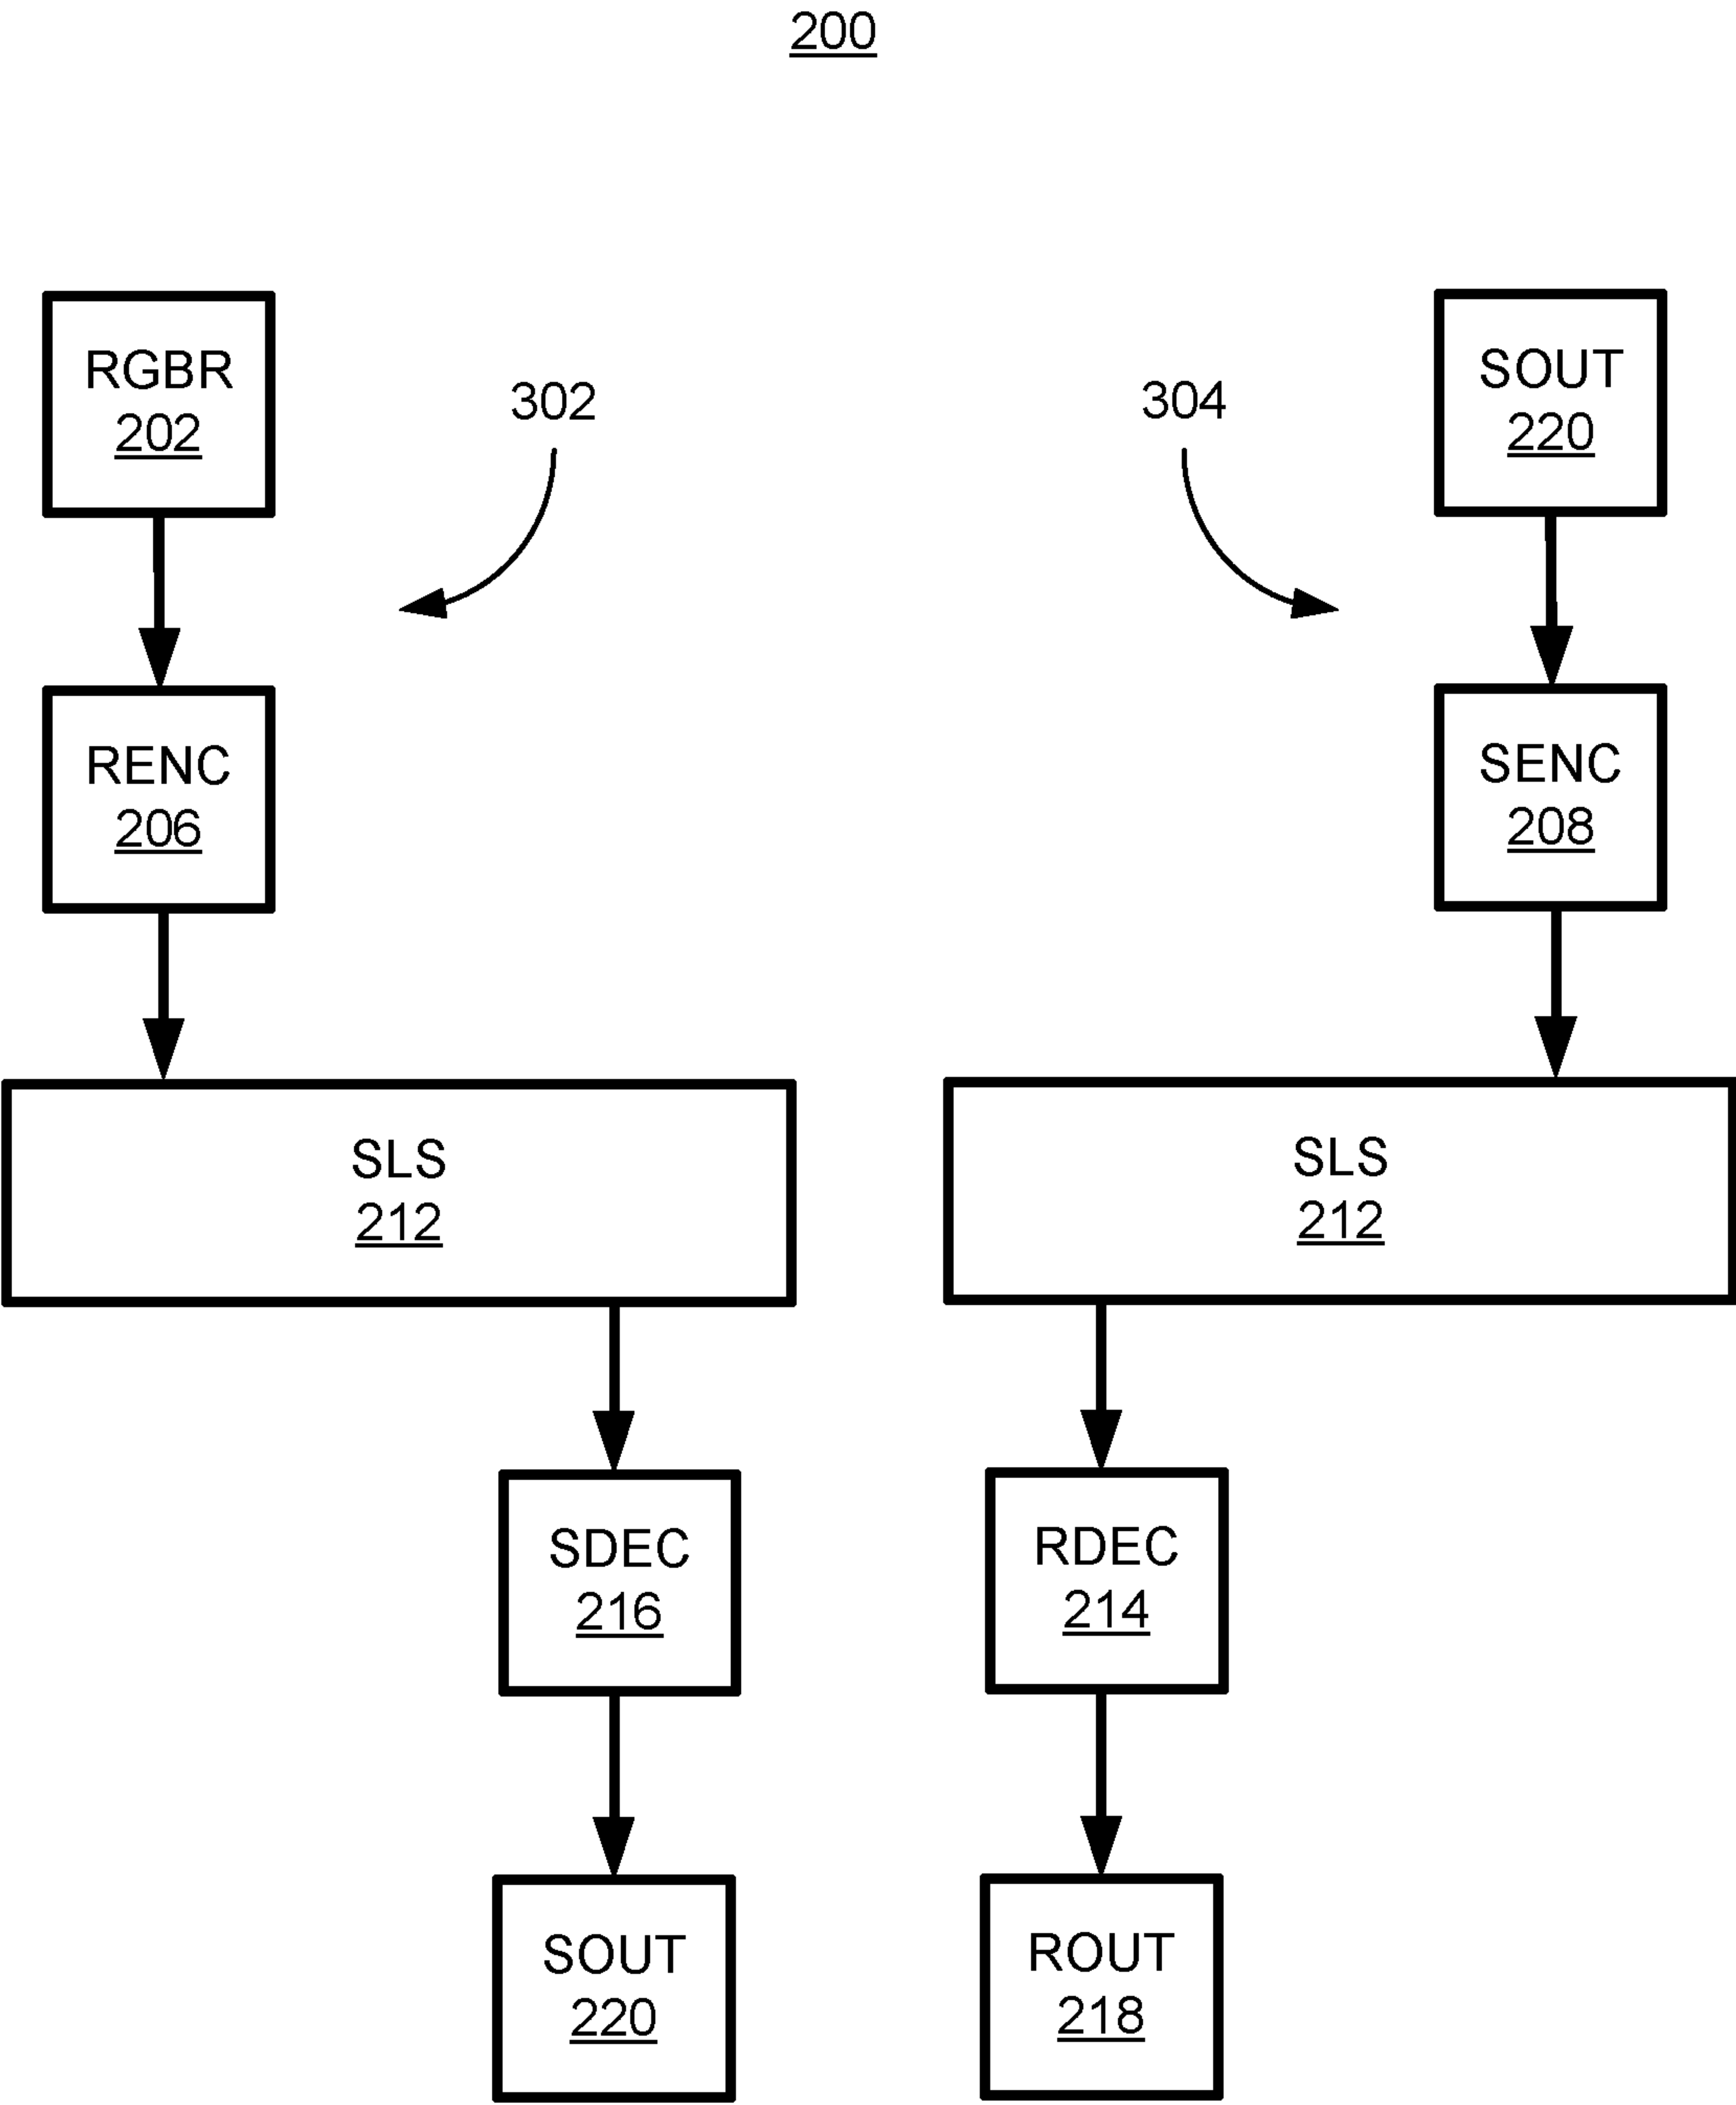 200
RGBR
202
302
304
SOUT
220
RENC
206
SENC
208
SLS
212
SLS
212
SDEC
216
RDEC
214
SOUT
220
ROUT
218